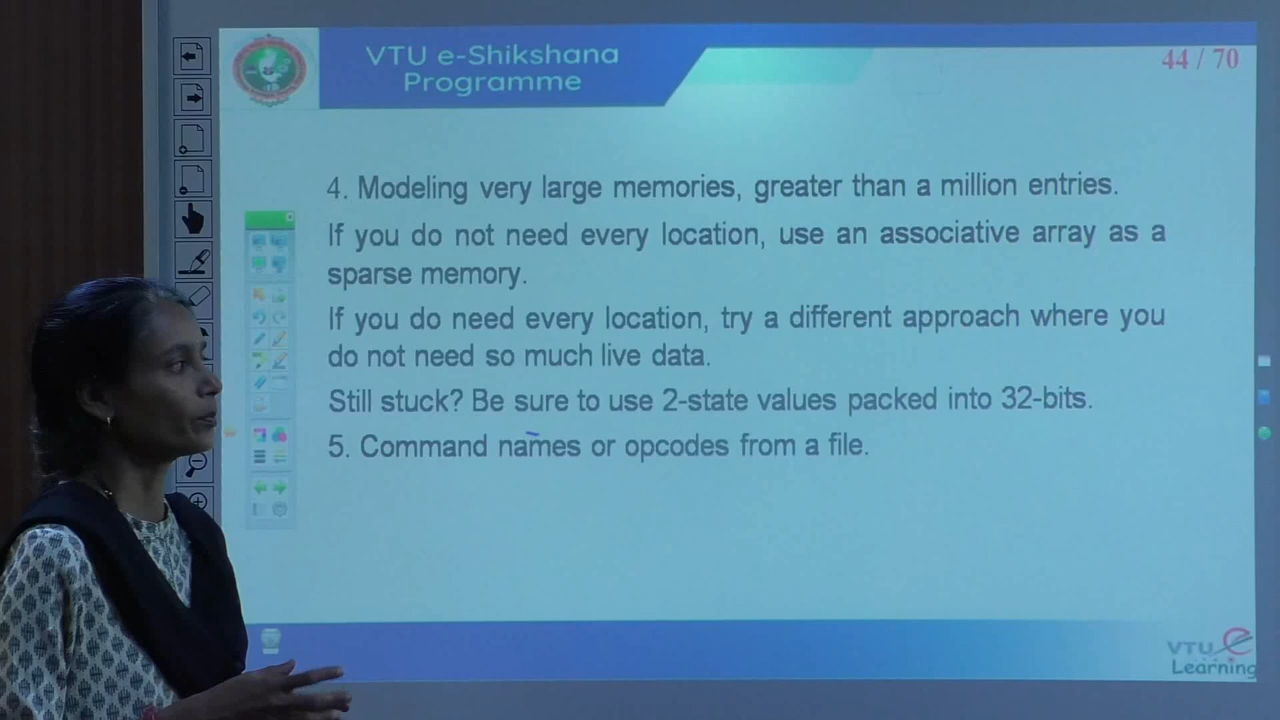 VTU e-Shikshana
Programme
44 / 70
4. Modeling very large memories, greater than a million entries.
If you do not need every location, use an associative array as a
sparse memory.
If you do need every location, try a different approach where you
do not need so much live data.
Still stuck? Be sure to use 2-state values packed into 32-bits.
5. Command names or opcodes from a file.
VTU e
Learning